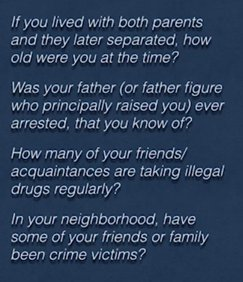 If you lived with both parents
and they later separated, how
old were you at the time?
Was your father (or father figure
who principally raised you) ever
arrested, that you know of?
How many of your friends/
acquaintances are taking illegal
drugs regularly?
In your neighborhood, have
some of your friends or family
been crime victims?